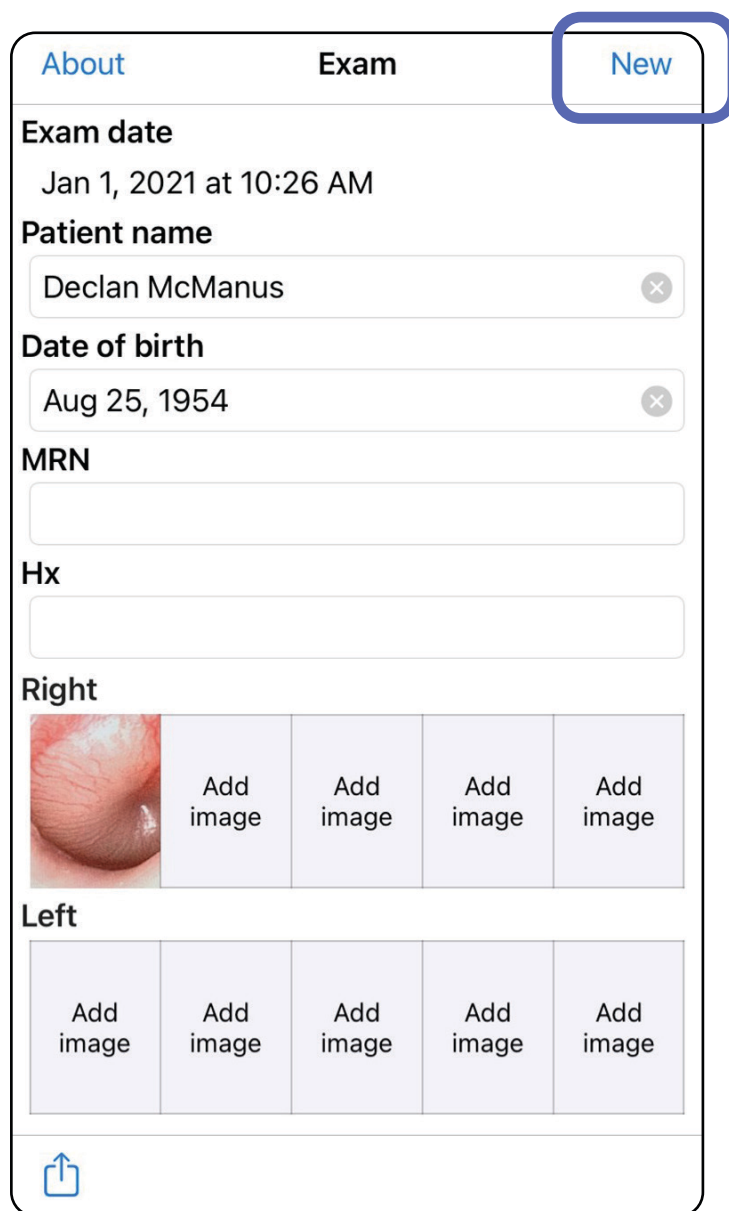 About Exam New
Exam date
Jan 1, 2021 at 10:26 AM
Patient name
Declan McManus
Date of birth
Aug 25, 1954
MRN
Hx
Right
Add image
Add image
Add image
Add image
Left
Add image
Add image
Add image
Add image
Add image